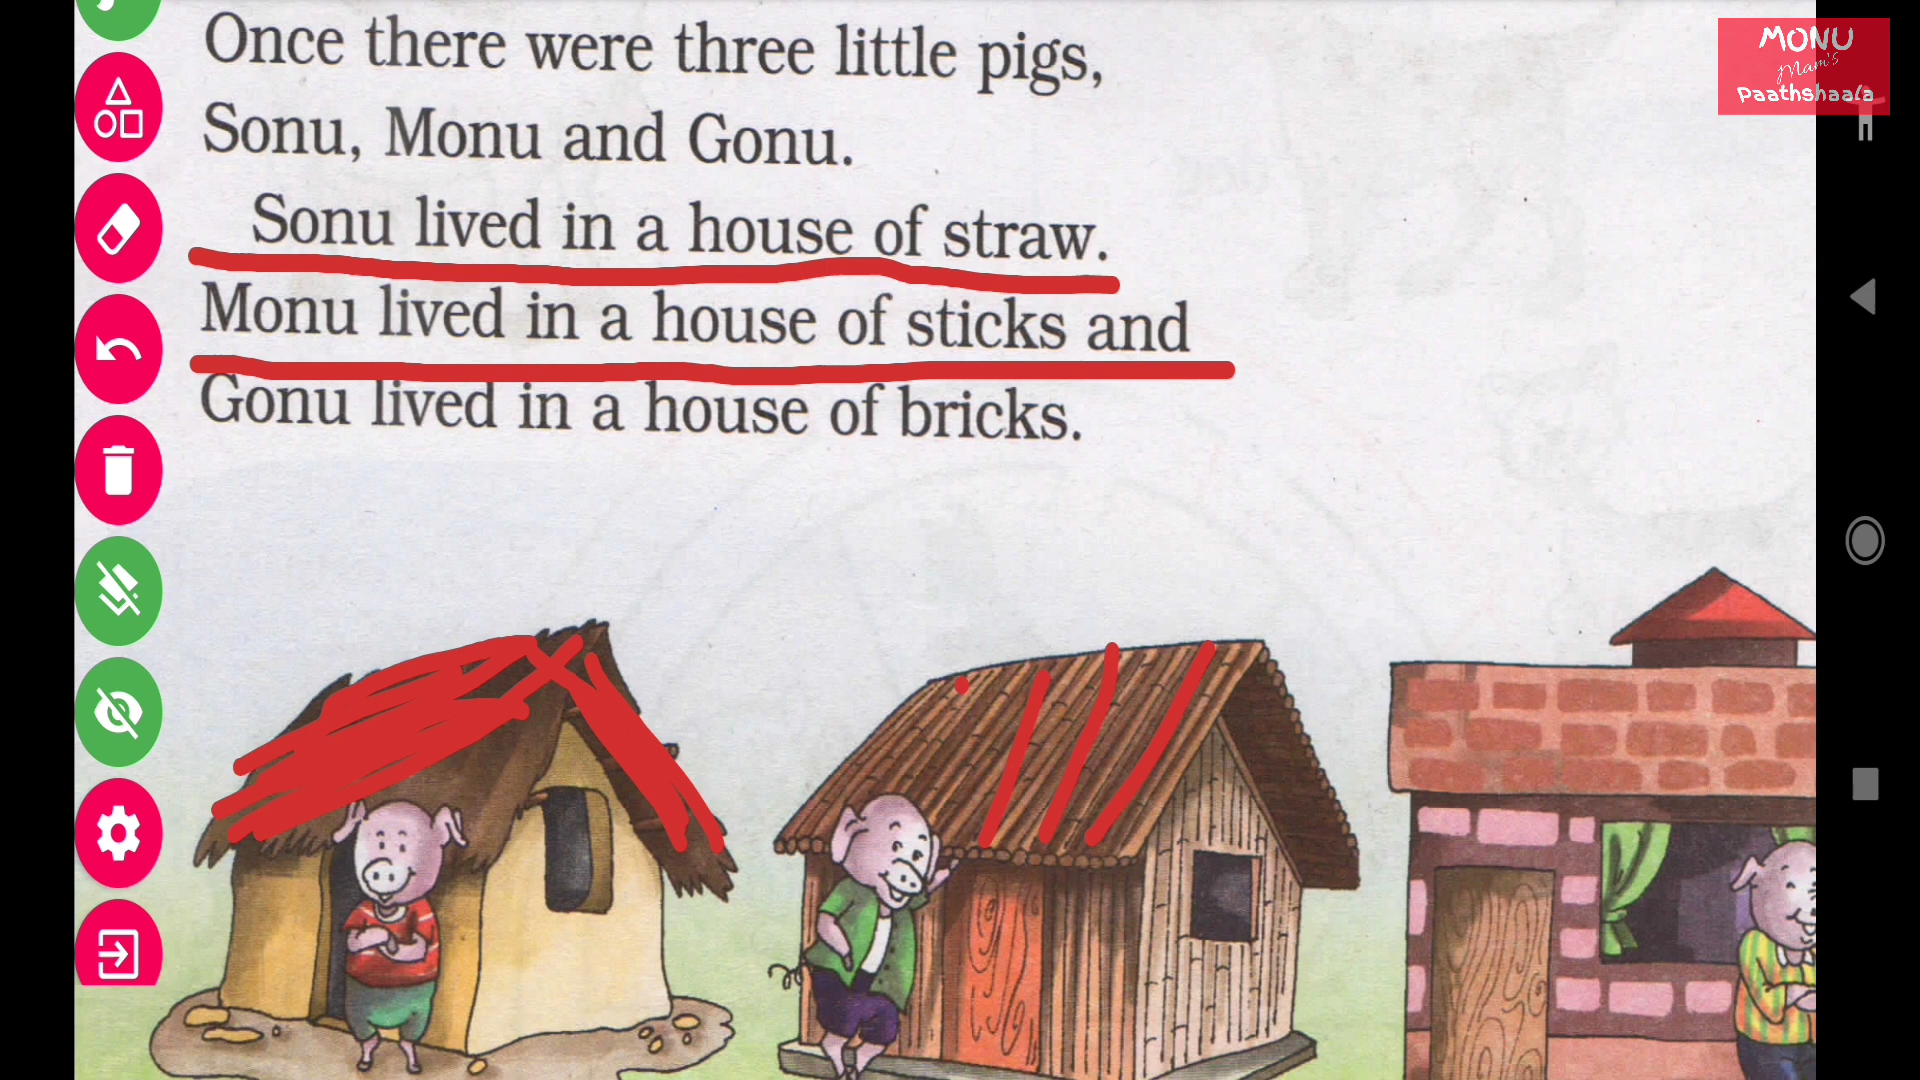 Once there were three little pigs,
Sonu, Monu and Gonu.
Sonu lived in a house of straw.
Monu lived in a house of sticks and
Gonu lived in a house of bricks.
MONU
Mam's
Paathshaala